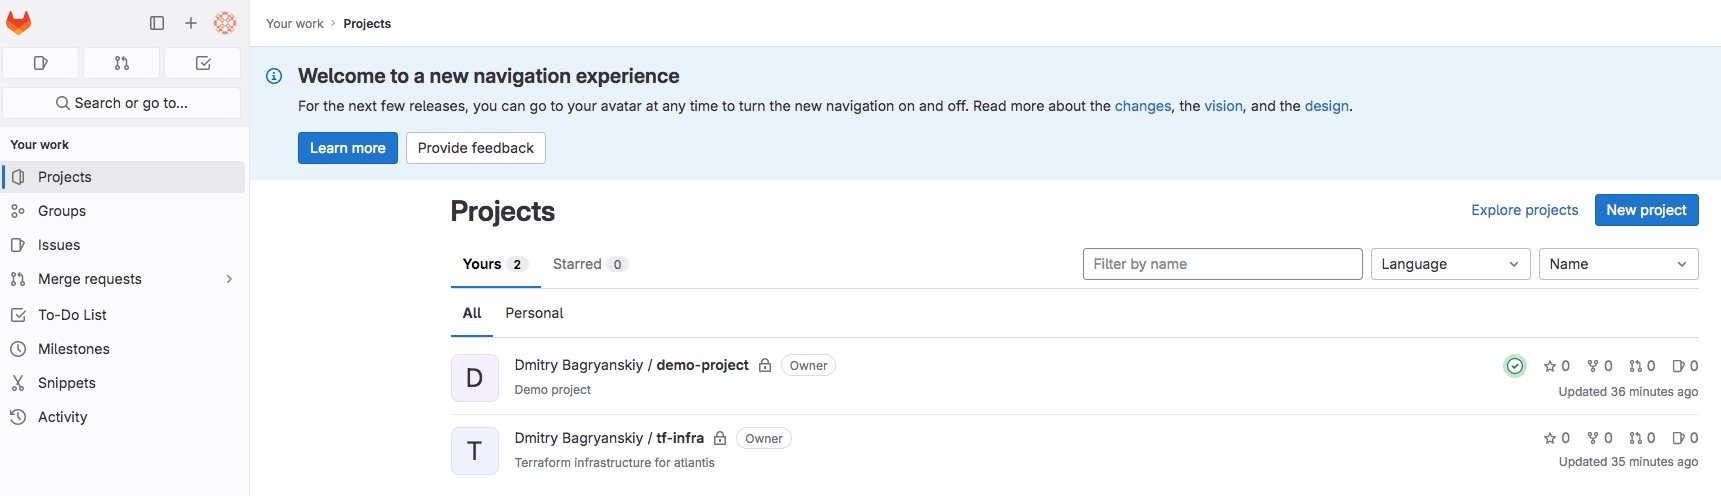 Your work › Projects
Search or go to...
Your work
Projects
Groups
Issues
Merge requests
To-Do List
Milestones
Snippets
Activity
Welcome to a new navigation experience
For the next few releases, you can go to your avatar at any time to turn the new navigation on and off. Read more about the changes, the vision, and the design.
Learn more Provide feedback
Projects
Explore projects New project
Yours 2 Starred 0 Filter by name Language Name
All Personal
D Dmitry Bagryanskiy / demo-project Owner 0 0 0 0
Demo project Updated 36 minutes ago
T Dmitry Bagryanskiy / tf-infra Owner 0 0 0 0
Terraform infrastructure for atlantis Updated 35 minutes ago